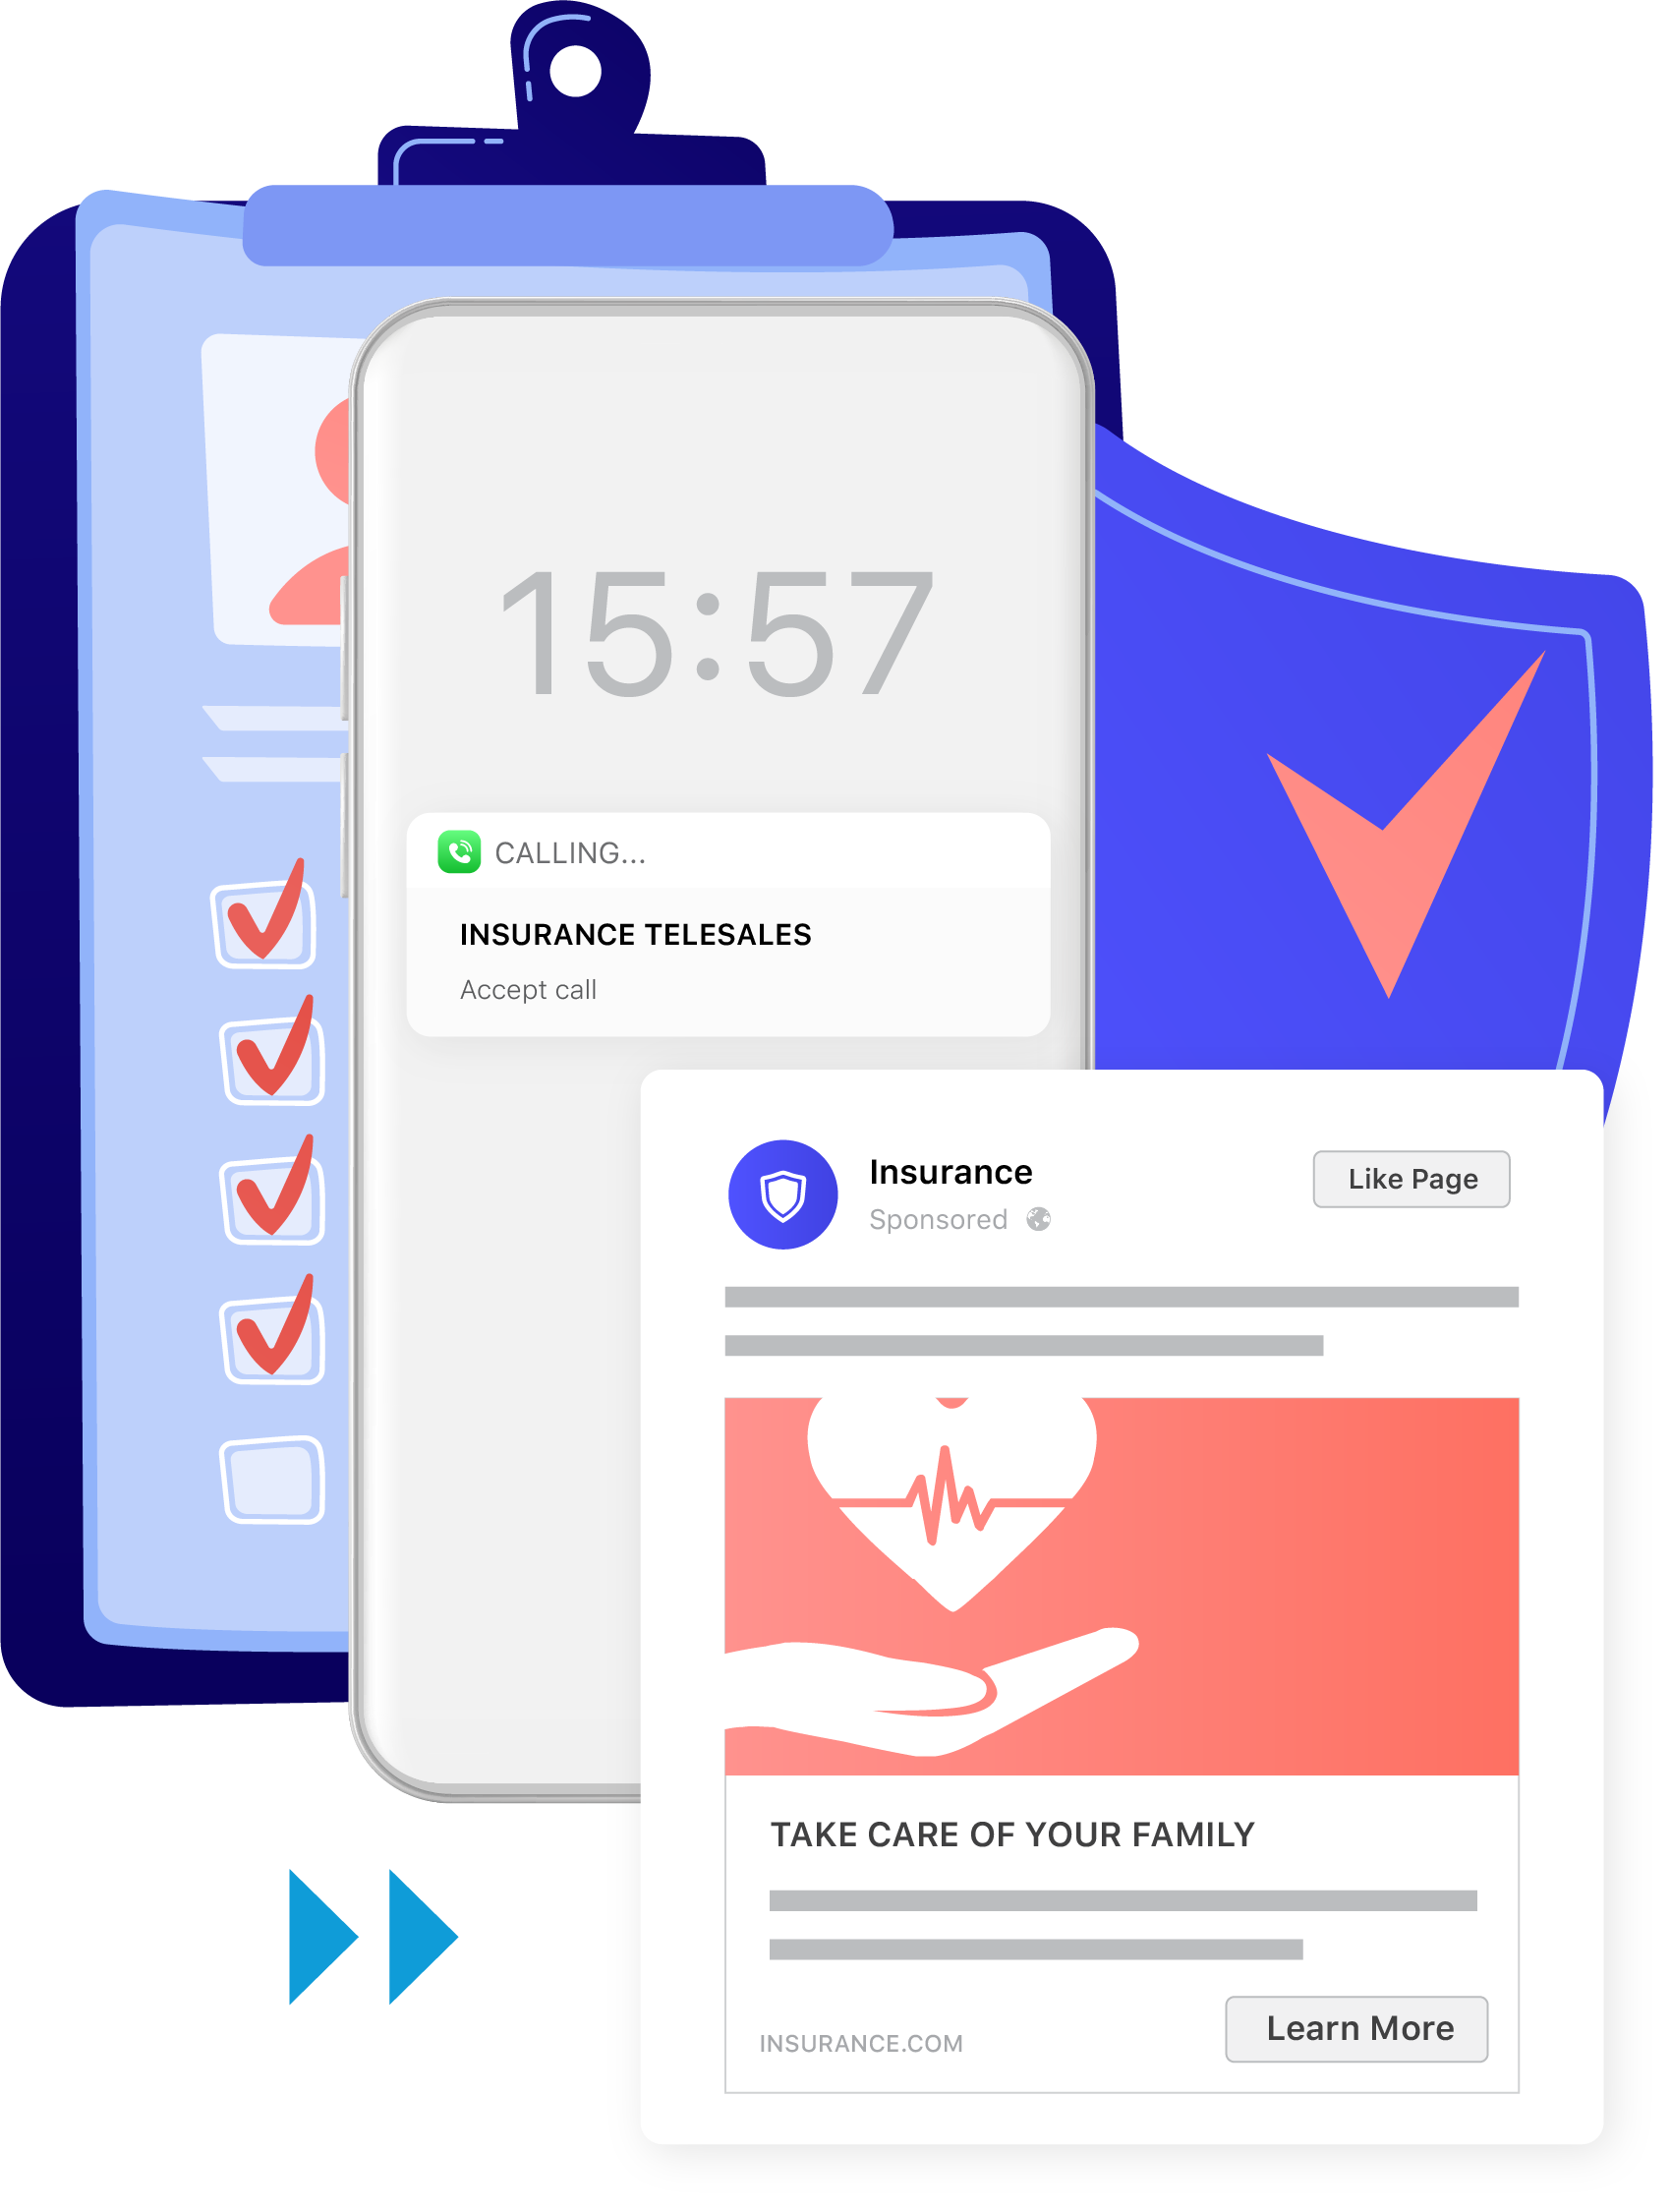 15:57
CALLING...
INSURANCE TELESALES
Accept call
Insurance
Like Page
Sponsored
TAKE CARE OF YOUR FAMILY
INSURANCE.COM
Learn More